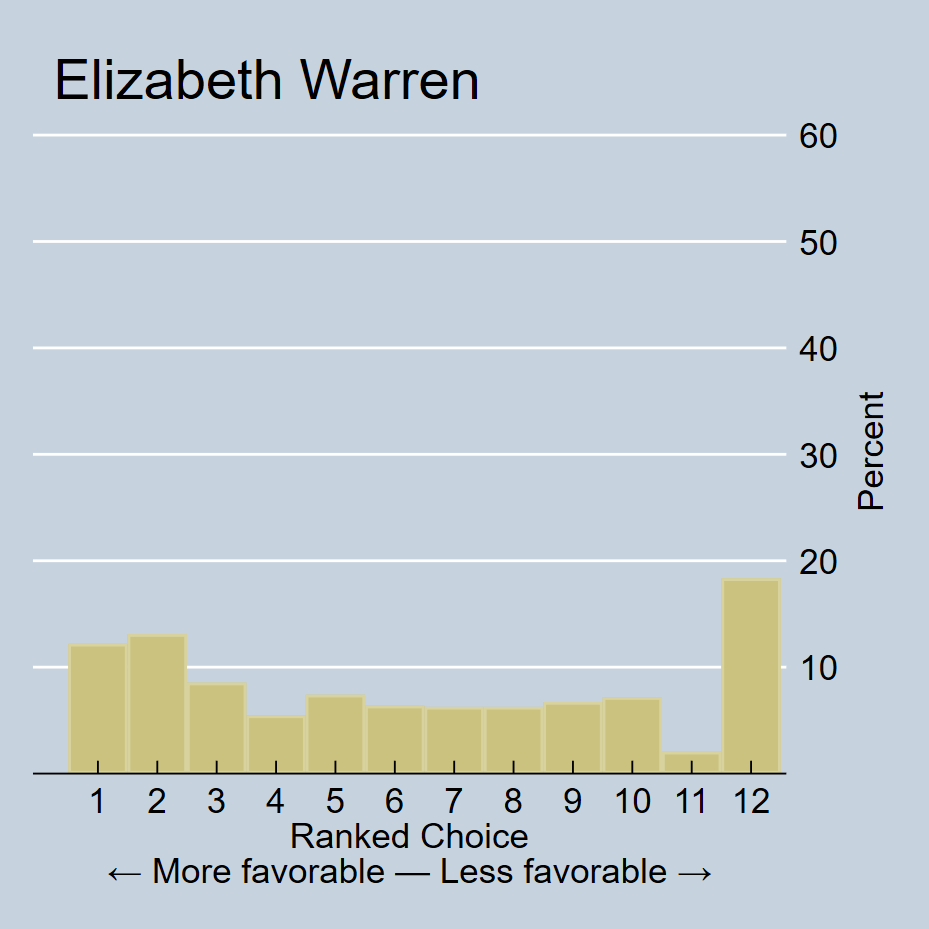 Elizabeth Warren
60
50
40
30
20
10
Percent
1 2 3 4 5 6 7 8 9 10 11 12
Ranked Choice
← More favorable — Less favorable →